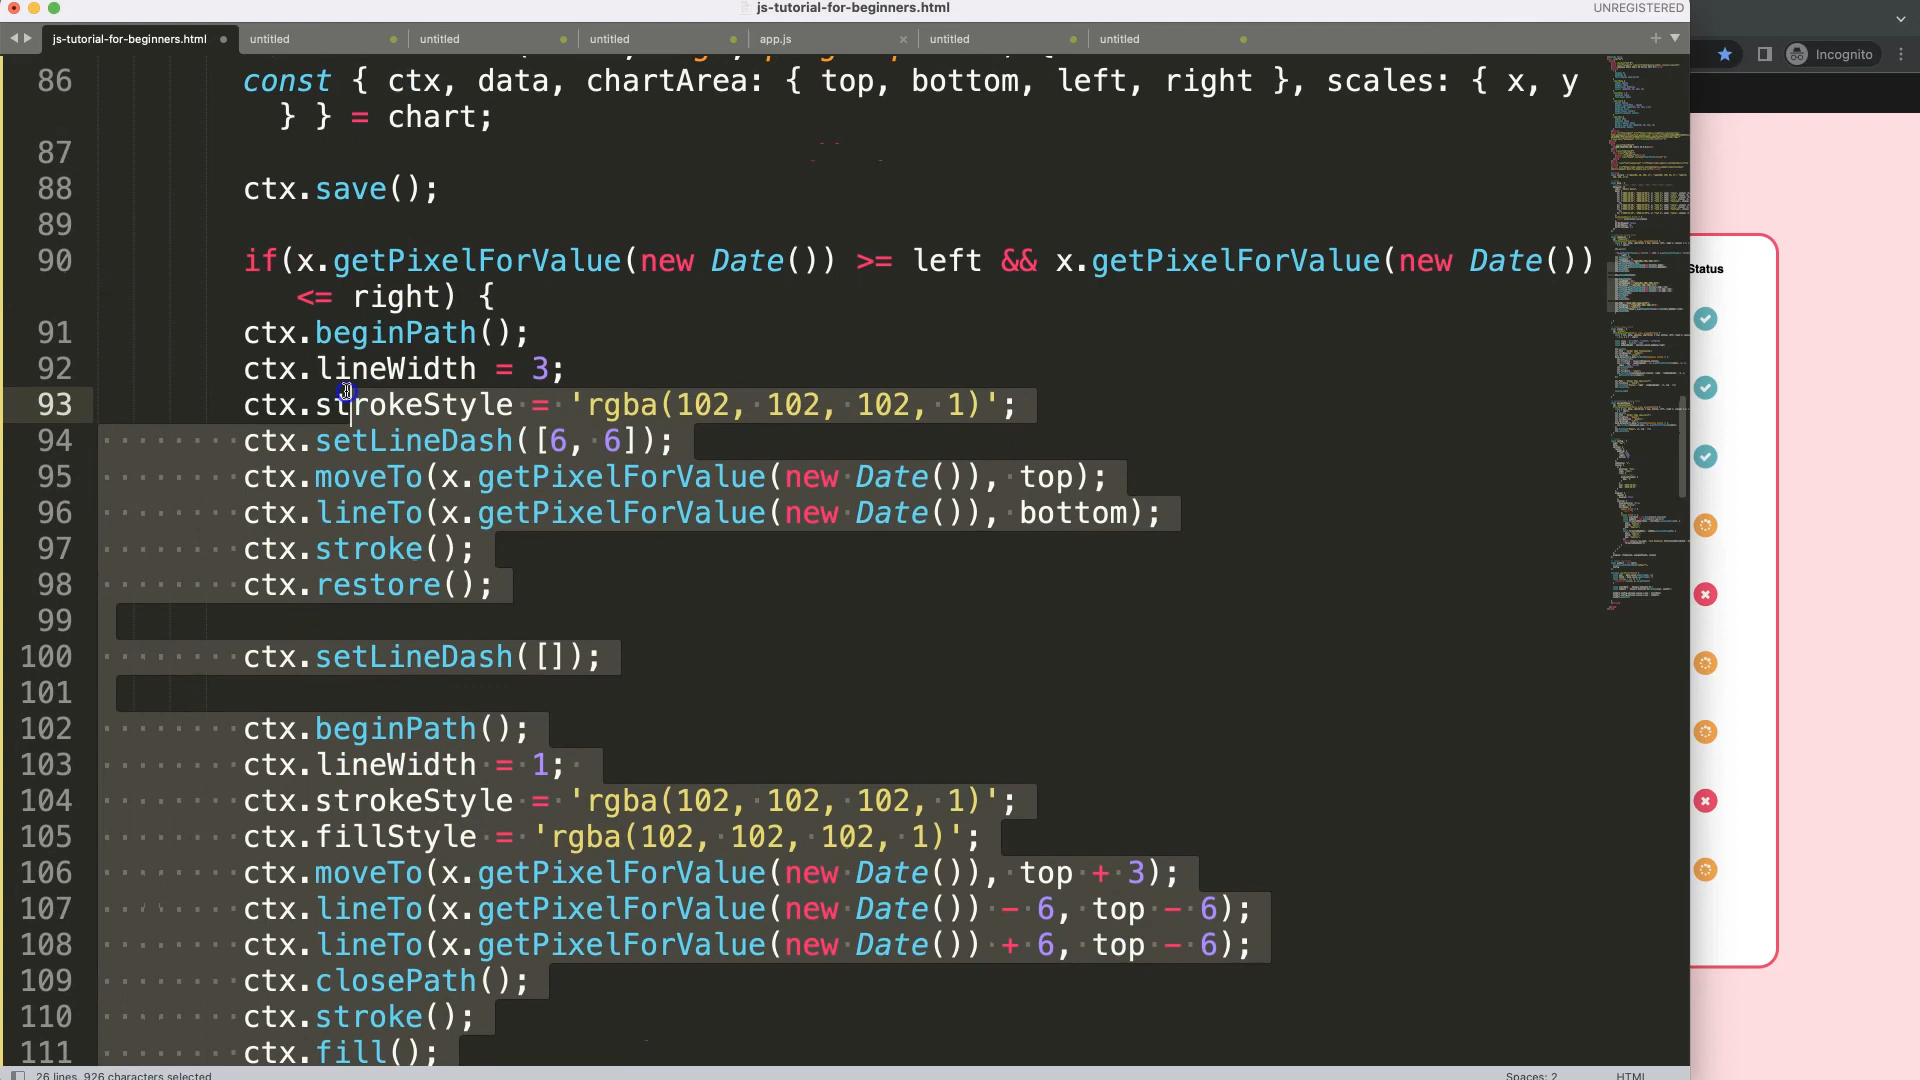 js-tutorial-for-beginners.html
UNREGISTERED
js-tutorial-for-beginners.html untitled untitled untitled app.js untitled untitled
Incognito
86 const { ctx, data, chartArea: { top, bottom, left, right }, scales: { x, y
} } = chart;
87
88 ctx.save();
89
90 if(x.getPixelForValue(new Date()) >= left && x.getPixelForValue(new Date())
<= right) {
91 ctx.beginPath();
92 ctx.lineWidth = 3;
93 ctx.strokeStyle = 'rgba(102, 102, 102, 1)';
94 ctx.setLineDash([6, 6]);
95 ctx.moveTo(x.getPixelForValue(new Date()), top);
96 ctx.lineTo(x.getPixelForValue(new Date()), bottom);
97 ctx.stroke();
98 ctx.restore();
99
100 ctx.setLineDash([]);
101
102 ctx.beginPath();
103 ctx.lineWidth = 1;
104 ctx.strokeStyle = 'rgba(102, 102, 102, 1)';
105 ctx.fillStyle = 'rgba(102, 102, 102, 1)';
106 ctx.moveTo(x.getPixelForValue(new Date()), top + 3);
107 ctx.lineTo(x.getPixelForValue(new Date()) - 6, top - 6);
108 ctx.lineTo(x.getPixelForValue(new Date()) + 6, top - 6);
109 ctx.closePath();
110 ctx.stroke();
111 ctx.fill();
Status
26 lines, 926 characters selected
Spaces: 2
HTML